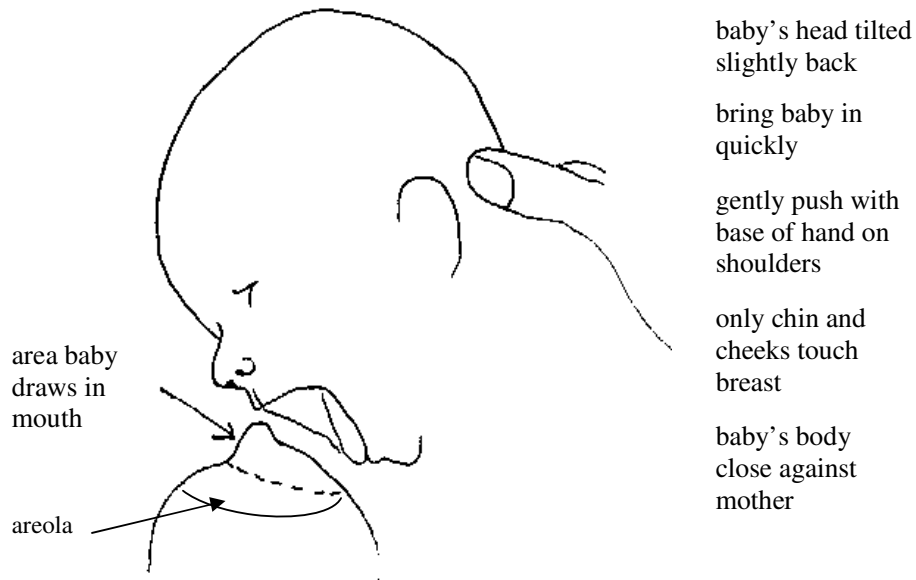 baby's head tilted
slightly back
bring baby in
quickly
gently push with
base of hand on
shoulders
only chin and
cheeks touch
breast
baby's body
close against
mother
area baby
draws in
mouth
areola